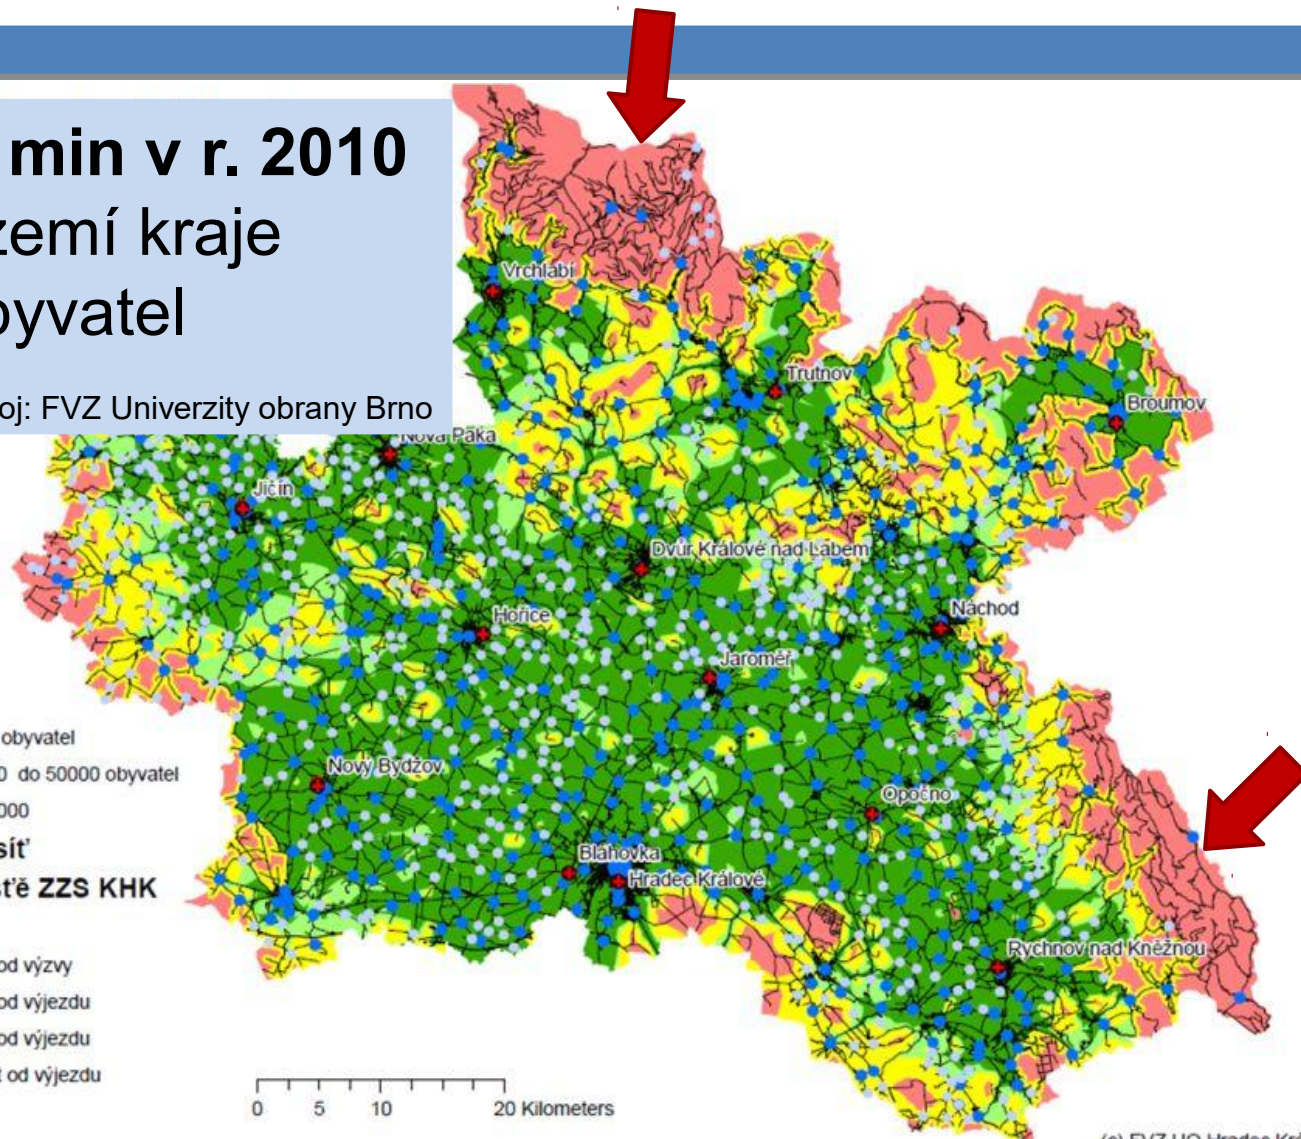 min v r. 2010
zemí kraje
byvatel
oj: FVZ Univerzity obrany Brno
Vrchlabí
Trutnov
Broumov
Nová Paka
Jičín
Dvůr Králové nad Labem
Náchod
Hořice
Jaroměř
obyvatel
0 do 50000 obyvatel
000
Nový Bydžov
Opočno
síť
Bláhovka
Hradec Králové
tě ZZS KHK
Rychnov nad Kněžnou
od výzvy
od výjezdu
od výjezdu
t od výjezdu
0 5 10 20 Kilometers